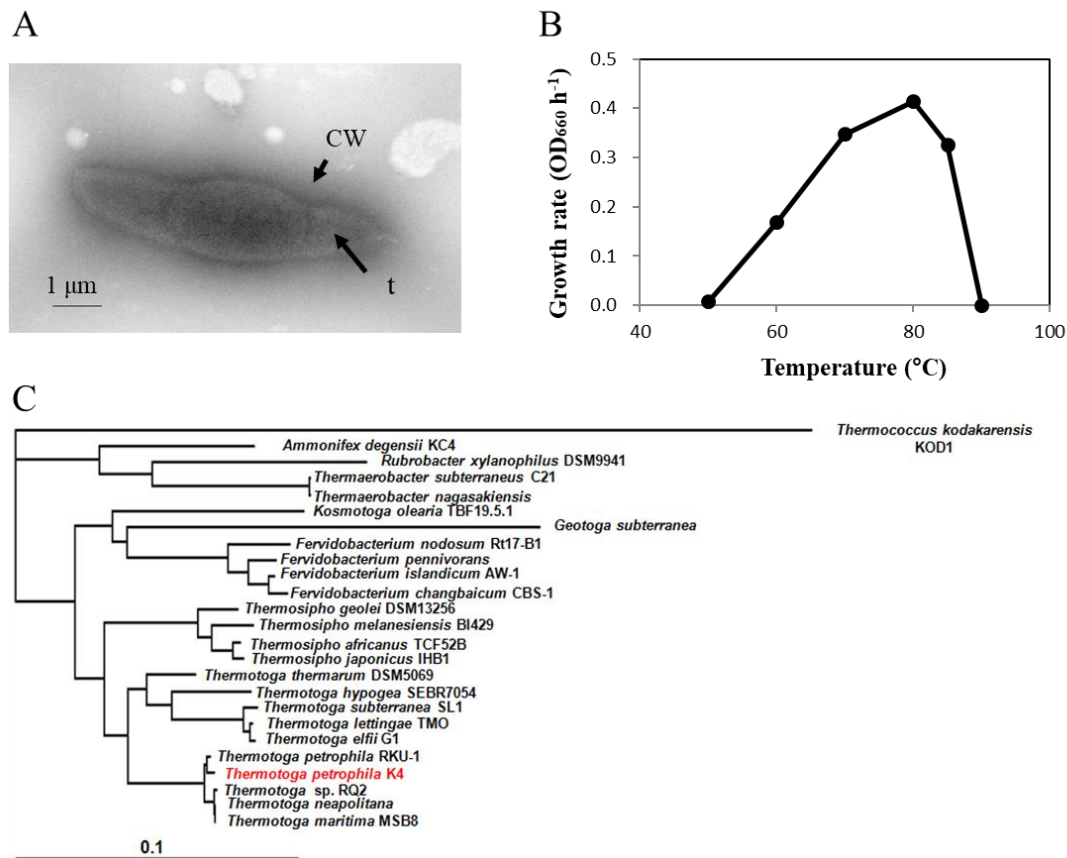 A
CW
t
1 μm
B
Growth rate (OD660 h-1)
0.5
0.4
0.3
0.2
0.1
0.0
40
60
80
100
Temperature (°C)
C
Thermococcus kodakarensis
KOD1
Ammonifex degensii KC4
Rubrobacter xylanophilus DSM9941
Thermaerobacter subterraneus C21
Thermaerobacter nagasakiensis
Kosmotoga olearia TBF19.5.1
Geotoga subterranea
Fervidobacterium nodosum Rt17-B1
Fervidobacterium pennivorans
Fervidobacterium islandicum AW-1
Fervidobacterium changbaicum CBS-1
Thermosipho geolei DSM13256
Thermosipho melanesiensis BI429
Thermosipho africanus TCF52B
Thermosipho japonicus IHB1
Thermotoga thermarum DSM5069
Thermotoga hypogea SEBR7054
Thermotoga subterranea SL1
Thermotoga lettingae TMO
Thermotoga elfii G1
Thermotoga petrophila RKU-1
Thermotoga petrophila K4
Thermotoga sp. RQ2
Thermotoga neapolitana
Thermotoga maritima MSB8
0.1